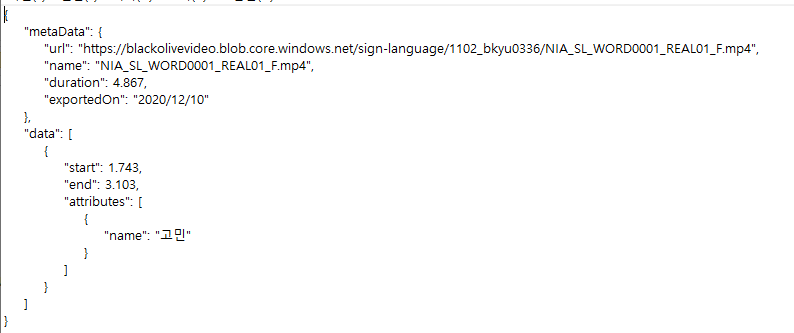 {
"metaData": {
"url": "https://blackolivevideo.blob.core.windows.net/sign-language/1102_bkyu0336/NIA_SL_WORD0001_REAL01_F.mp4",
"name": "NIA_SL_WORD0001_REAL01_F.mp4",
"duration": 4.867,
"exportedOn": "2020/12/10"
},
"data": [
{
"start": 1.743,
"end": 3.103,
"attributes": [
{
"name": "고민"
}
]
}
]
}